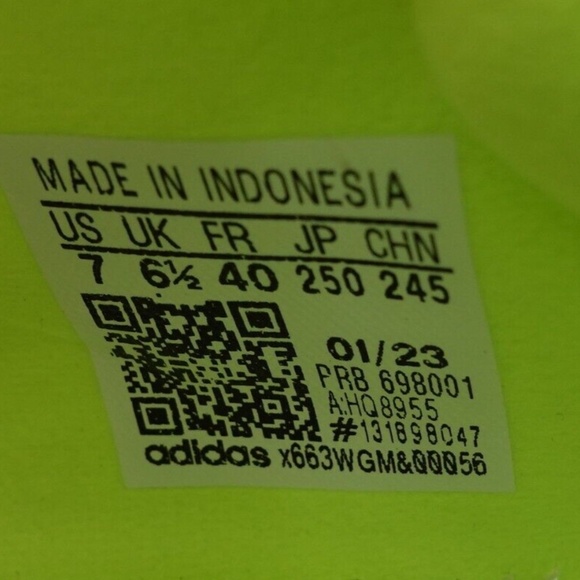 MADE IN INDONESIA
US UK FR JP CHN
7 6½ 40 250 245
01/23
PRB 698001
A:HQ8955
#131898047
adidas x663WGM&00056